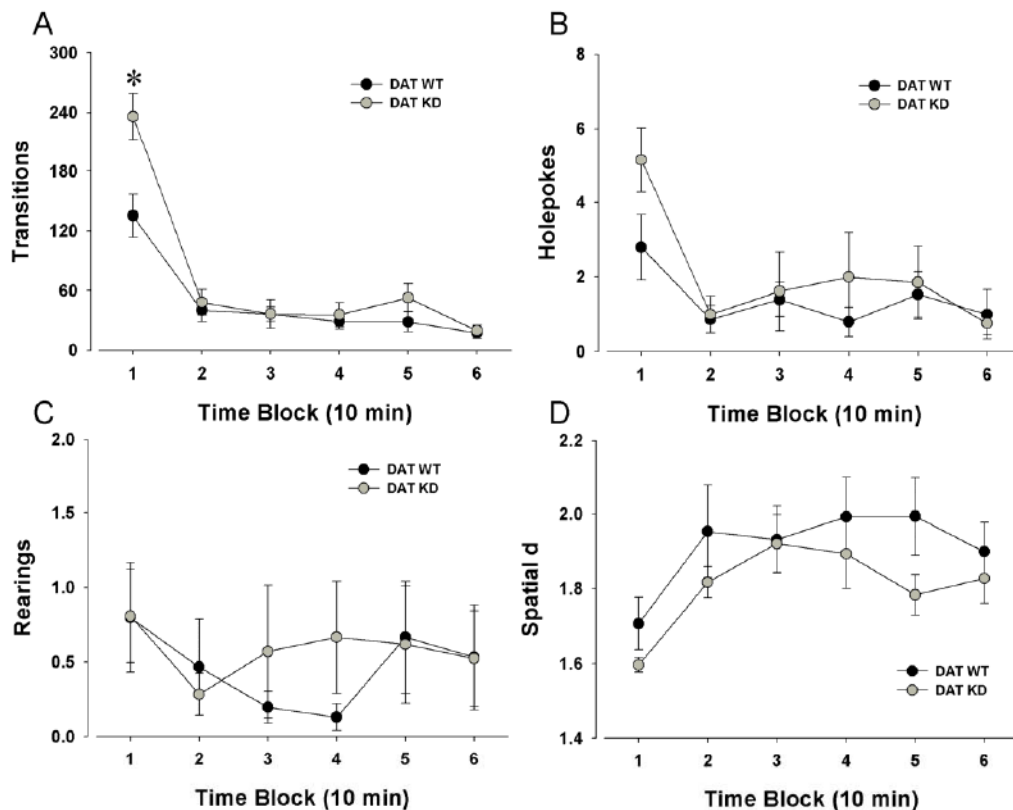 A
300
240
180
120
60
0
Transitions
*
DAT WT
DAT KD
1 2 3 4 5 6
Time Block (10 min)
B
8
6
4
2
0
Holepokes
DAT WT
DAT KD
1 2 3 4 5 6
Time Block (10 min)
C
2.0
1.5
1.0
0.5
0.0
Rearings
DAT WT
DAT KD
1 2 3 4 5 6
Time Block (10 min)
D
2.2
2.0
1.8
1.6
1.4
Spatial d
DAT WT
DAT KD
1 2 3 4 5 6
Time Block (10 min)